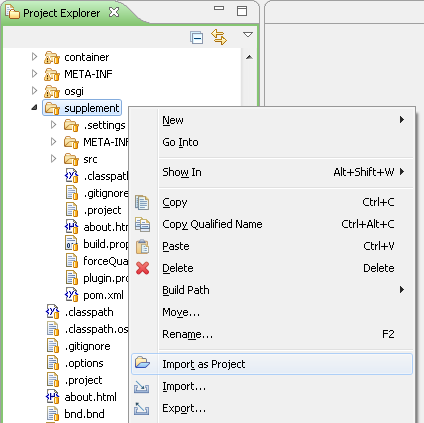 Project Explorer
container
META-INF
osgi
supplement
.settings
META-INF
src
.classpath
.gitignore
.project
about.htm
build.prop
forceQua
plugin.pro
pom.xml
.classpath
.classpath.os
.gitignore
.options
.project
about.html
bnd.bnd
New
Go Into
Show In Alt+Shift+W
Copy Ctrl+C
Copy Qualified Name Ctrl+Alt+C
Paste Ctrl+V
Delete Delete
Build Path
Move...
Rename... F2
Import as Project
Import...
Export...